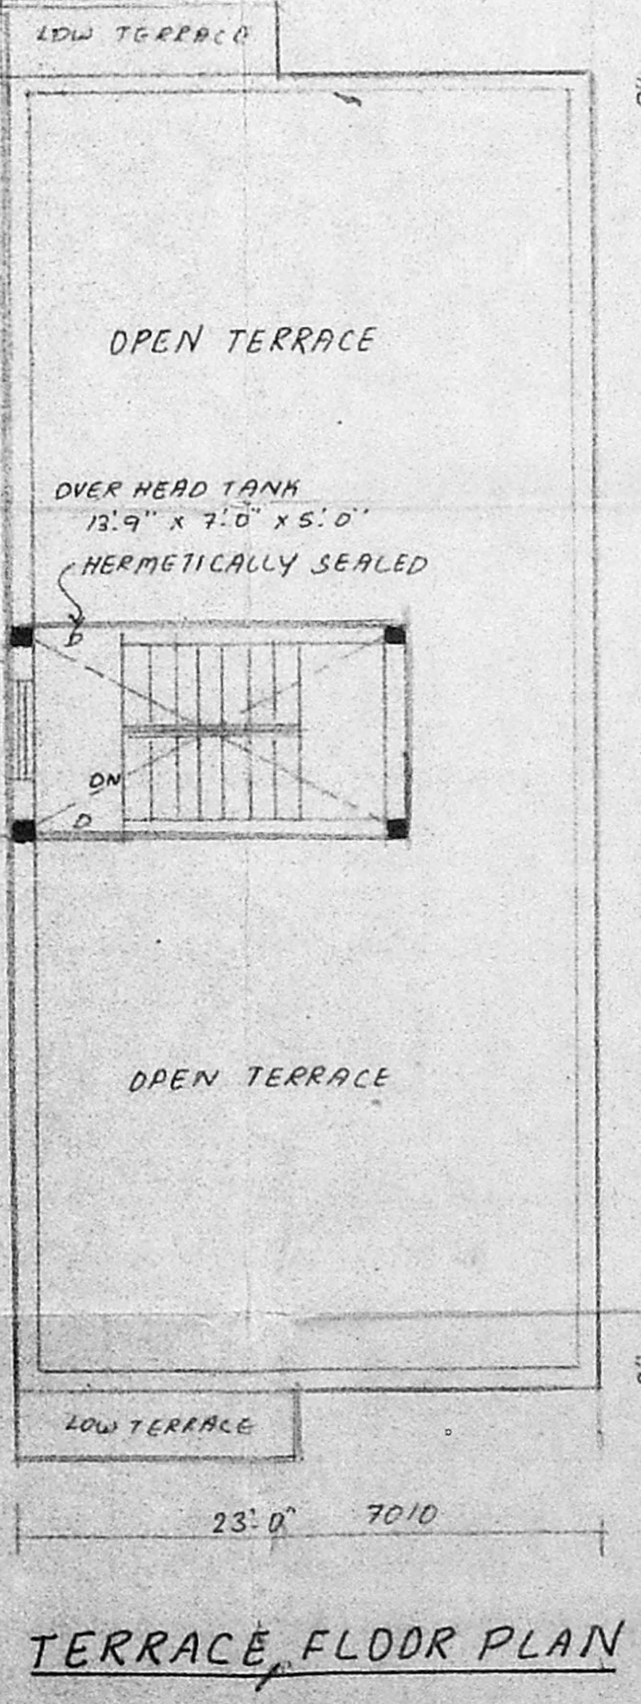 LOW TERRACE
OPEN TERRACE
OVER HEAD TANK
13'-9" x 7'-0" x 5'-0"
HERMETICALLY SEALED
D
DN
D
OPEN TERRACE
LOW TERRACE
23'-0" 7010
TERRACE FLOOR PLAN